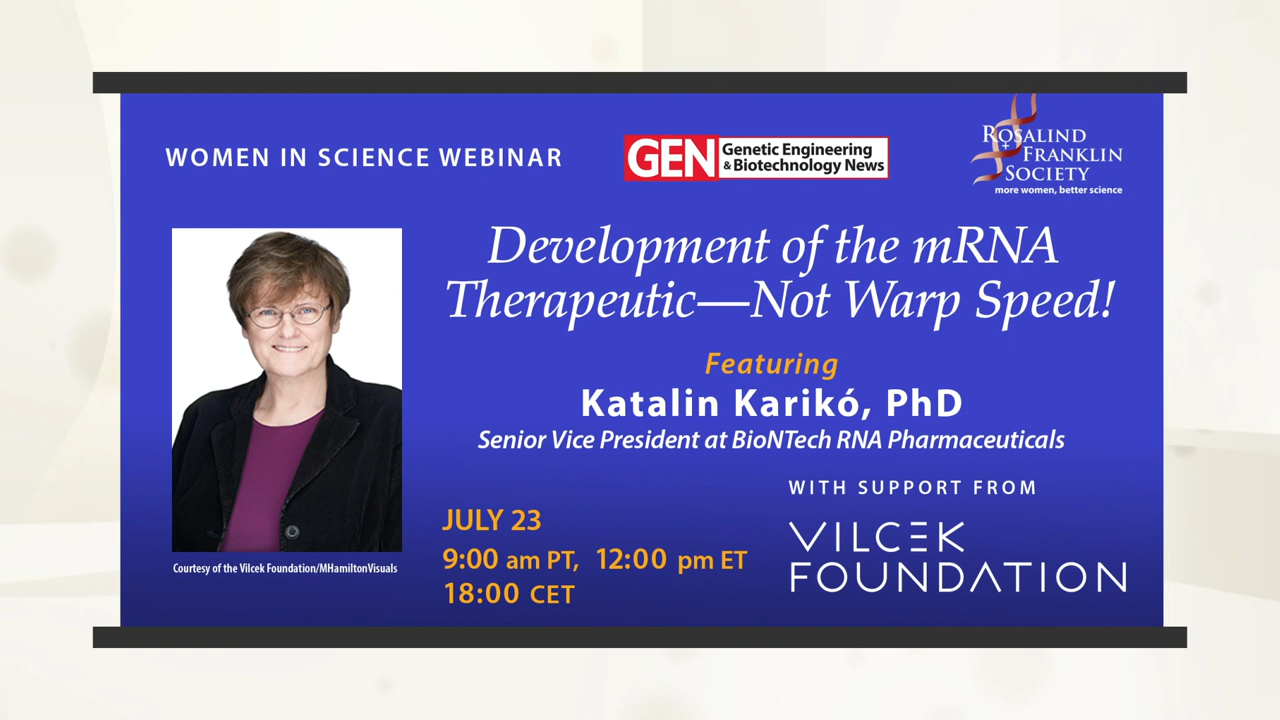 WOMEN IN SCIENCE WEBINAR
GEN Genetic Engineering
& Biotechnology News
ROSALIND
FRANKLIN
SOCIETY
more women, better science
Development of the mRNA
Therapeutic—Not Warp Speed!
Featuring
Katalin Karikó, PhD
Senior Vice President at BioNTech RNA Pharmaceuticals
Courtesy of the Vilcek Foundation/MHamiltonVisuals
JULY 23
9:00 am PT, 12:00 pm ET
18:00 CET
WITH SUPPORT FROM
VILCEK
FOUNDATION